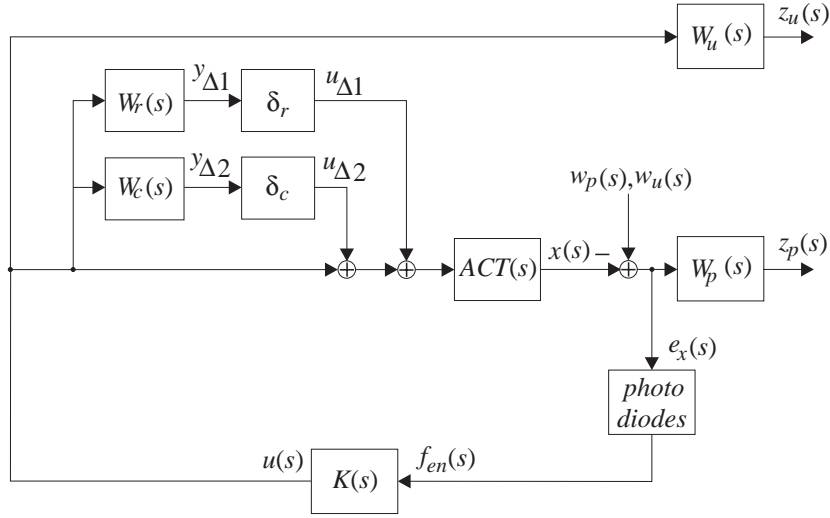 W_u(s)
z_u(s)
y_Δ1
u_Δ1
W_r(s)
δ_r
y_Δ2
u_Δ2
W_c(s)
δ_c
w_p(s),w_u(s)
+
+
ACT(s)
x(s) −
+
W_p(s)
z_p(s)
e_x(s)
photo
diodes
u(s)
K(s)
f_en(s)